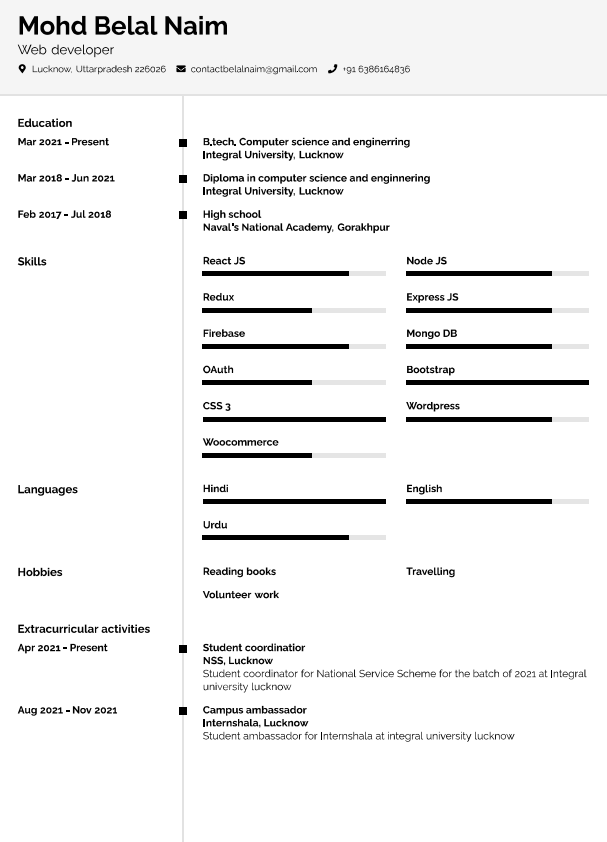 Mohd Belal Naim
Web developer
Lucknow, Uttarpradesh 226026 contactbelalnaim@gmail.com +91 6386164836
Education
Mar 2021 - Present
B.tech. Computer science and enginerring
Integral University, Lucknow
Mar 2018 - Jun 2021
Diploma in computer science and enginnering
Integral University, Lucknow
Feb 2017 - Jul 2018
High school
Naval's National Academy, Gorakhpur
Skills
React JS Node JS
Redux Express JS
Firebase Mongo DB
OAuth Bootstrap
CSS 3 Wordpress
Woocommerce
Languages
Hindi English
Urdu
Hobbies
Reading books Travelling
Volunteer work
Extracurricular activities
Apr 2021 - Present
Student coordinatior
NSS, Lucknow
Student coordinator for National Service Scheme for the batch of 2021 at Integral
university lucknow
Aug 2021 - Nov 2021
Campus ambassador
Internshala, Lucknow
Student ambassador for Internshala at integral university lucknow